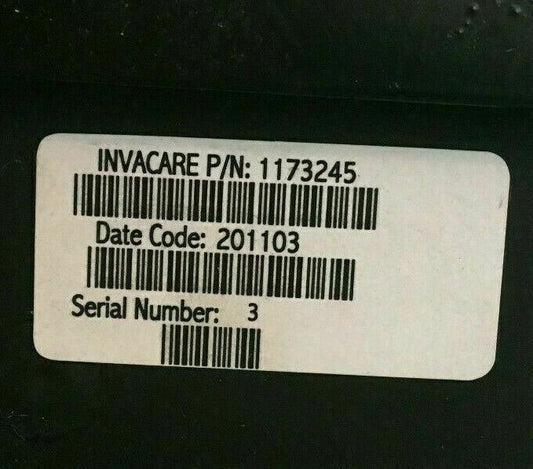 INVACARE P/N: 1173245
Date Code: 201103
Serial Number: 3